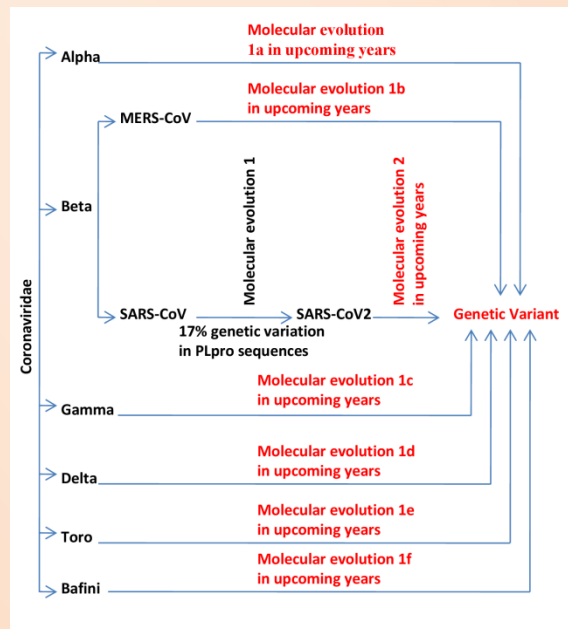 Molecular evolution
1a in upcoming years
Alpha
Molecular evolution 1b
in upcoming years
MERS-CoV
Molecular evolution 1
Molecular evolution 2
in upcoming years
Beta
Coronaviridae
SARS-CoV
SARS-CoV2
Genetic Variant
17% genetic variation
in PLpro sequences
Molecular evolution 1c
in upcoming years
Gamma
Molecular evolution 1d
in upcoming years
Delta
Molecular evolution 1e
in upcoming years
Toro
Molecular evolution 1f
in upcoming years
Bafini